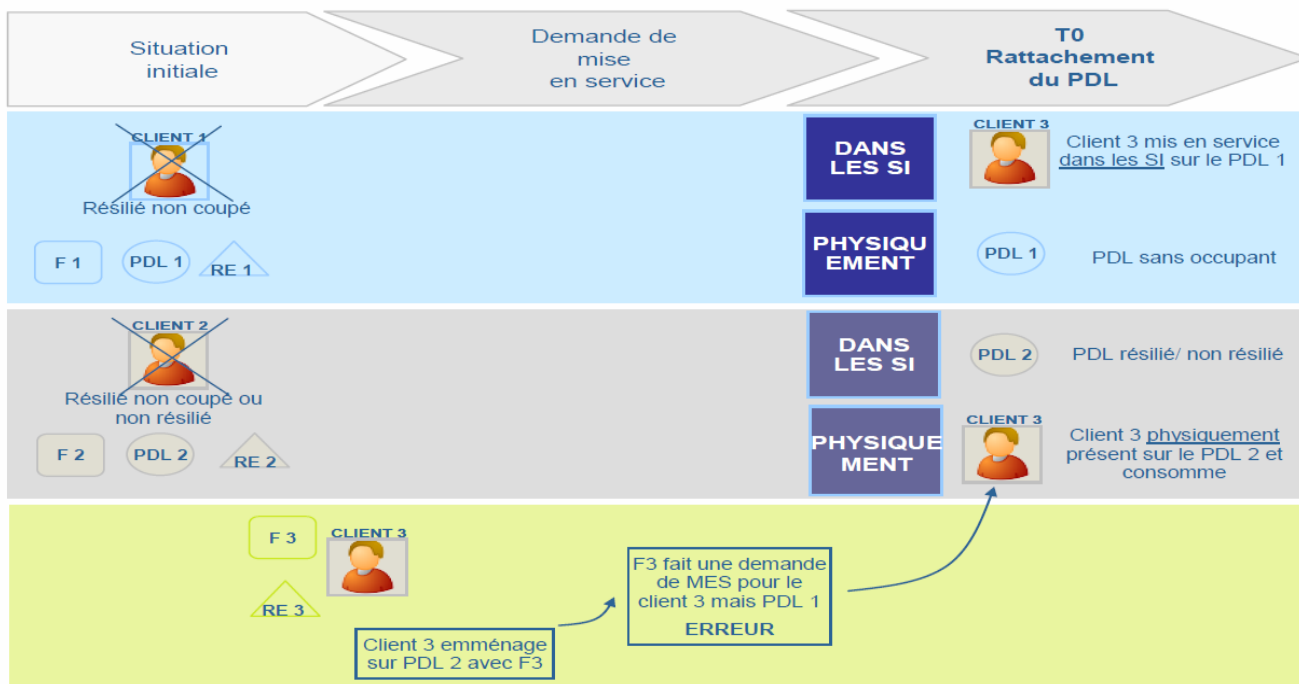 Situation
initiale
Demande de
mise
en service
T0
Rattachement
du PDL
CLIENT 1
Résilié non coupé
F 1
PDL 1
RE 1
DANS
LES SI
CLIENT 3
Client 3 mis en service
dans les SI sur le PDL 1
PHYSIQU
EMENT
PDL 1
PDL sans occupant
CLIENT 2
Résilié non coupé ou
non résilié
F 2
PDL 2
RE 2
DANS
LES SI
PDL 2
PDL résilié/ non résilié
PHYSIQUE
MENT
CLIENT 3
Client 3 physiquement
présent sur le PDL 2 et
consomme
F 3
CLIENT 3
RE 3
Client 3 emménage
sur PDL 2 avec F3
F3 fait une demande
de MES pour le
client 3 mais PDL 1
ERREUR